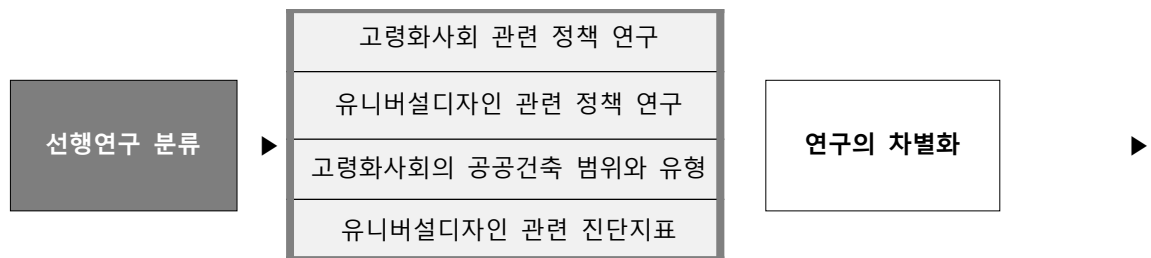 선행연구 분류
▶
고령화사회 관련 정책 연구
유니버설디자인 관련 정책 연구
고령화사회의 공공건축 범위와 유형
유니버설디자인 관련 진단지표
연구의 차별화
▶